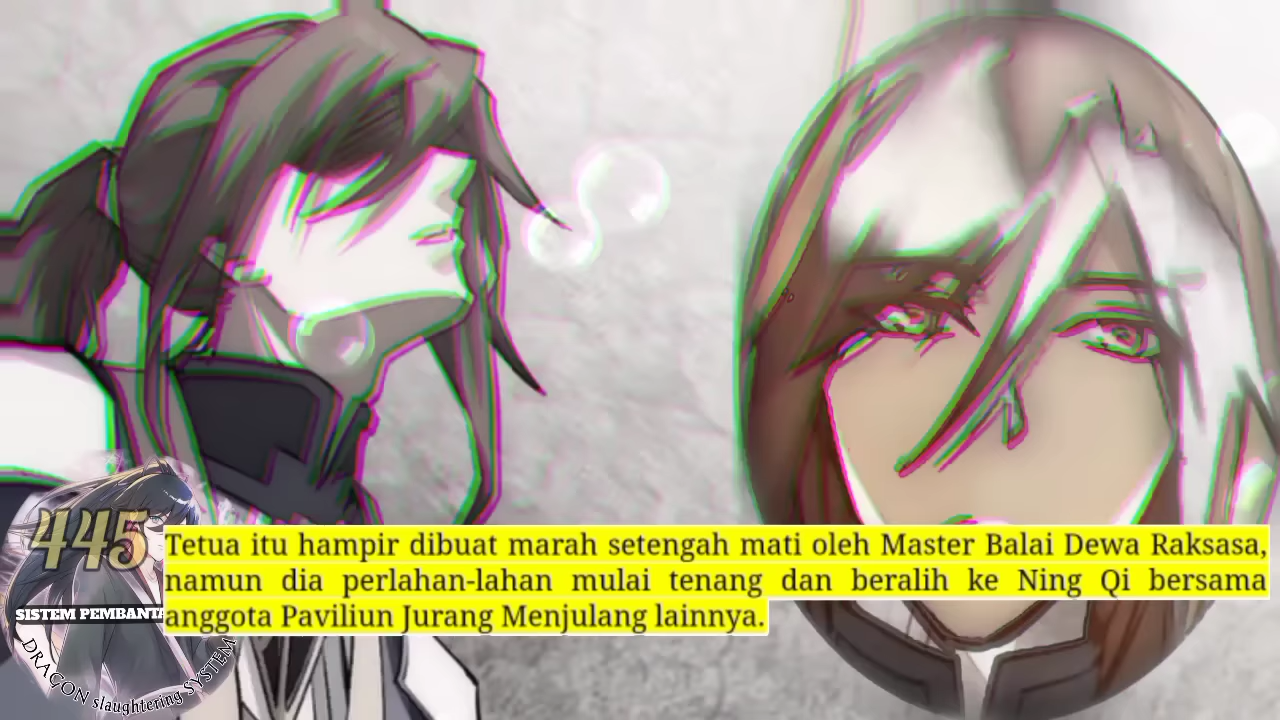 445
SISTEM PEMBANTA
DRAGON slaughtering SYSTEM
Tetua itu hampir dibuat marah setengah mati oleh Master Balai Dewa Raksasa,
namun dia perlahan-lahan mulai tenang dan beralih ke Ning Qi bersama
anggota Paviliun Jurang Menjulang lainnya.